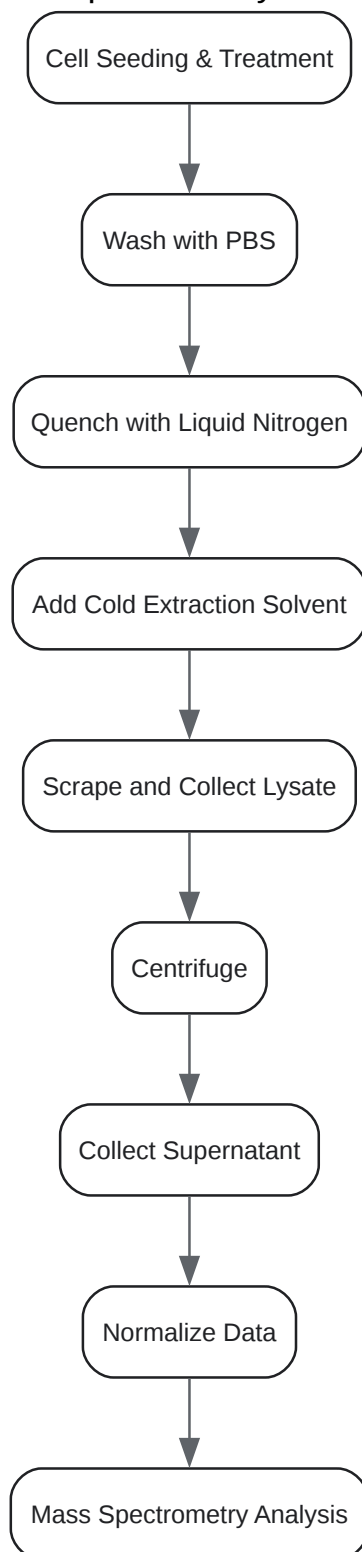 Cell Seeding & Treatment
Wash with PBS
Quench with Liquid Nitrogen
Add Cold Extraction Solvent
Scrape and Collect Lysate
Centrifuge
Collect Supernatant
Normalize Data
Mass Spectrometry Analysis